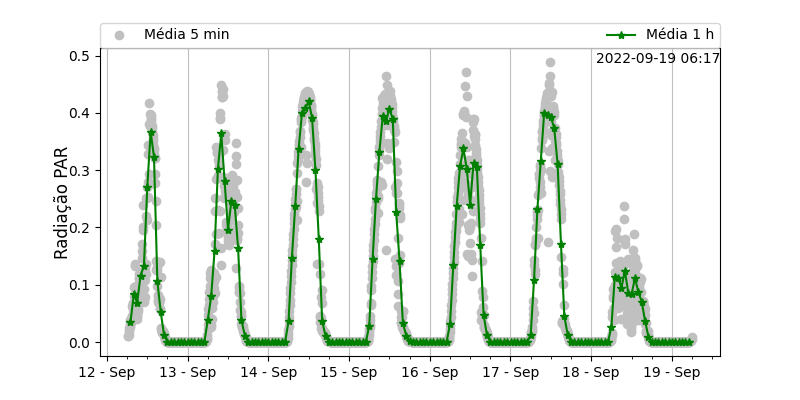 Média 5 min
Média 1 h
2022-09-19 06:17
0.5
0.4
0.3
0.2
0.1
0.0
Radiação PAR
12 - Sep
13 - Sep
14 - Sep
15 - Sep
16 - Sep
17 - Sep
18 - Sep
19 - Sep